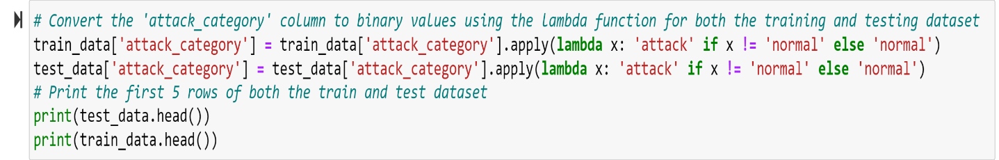 # Convert the 'attack_category' column to binary values using the lambda function for both the training and testing dataset
train_data['attack_category'] = train_data['attack_category'].apply(lambda x: 'attack' if x != 'normal' else 'normal')
test_data['attack_category'] = test_data['attack_category'].apply(lambda x: 'attack' if x != 'normal' else 'normal')
# Print the first 5 rows of both the train and test dataset
print(test_data.head())
print(train_data.head())